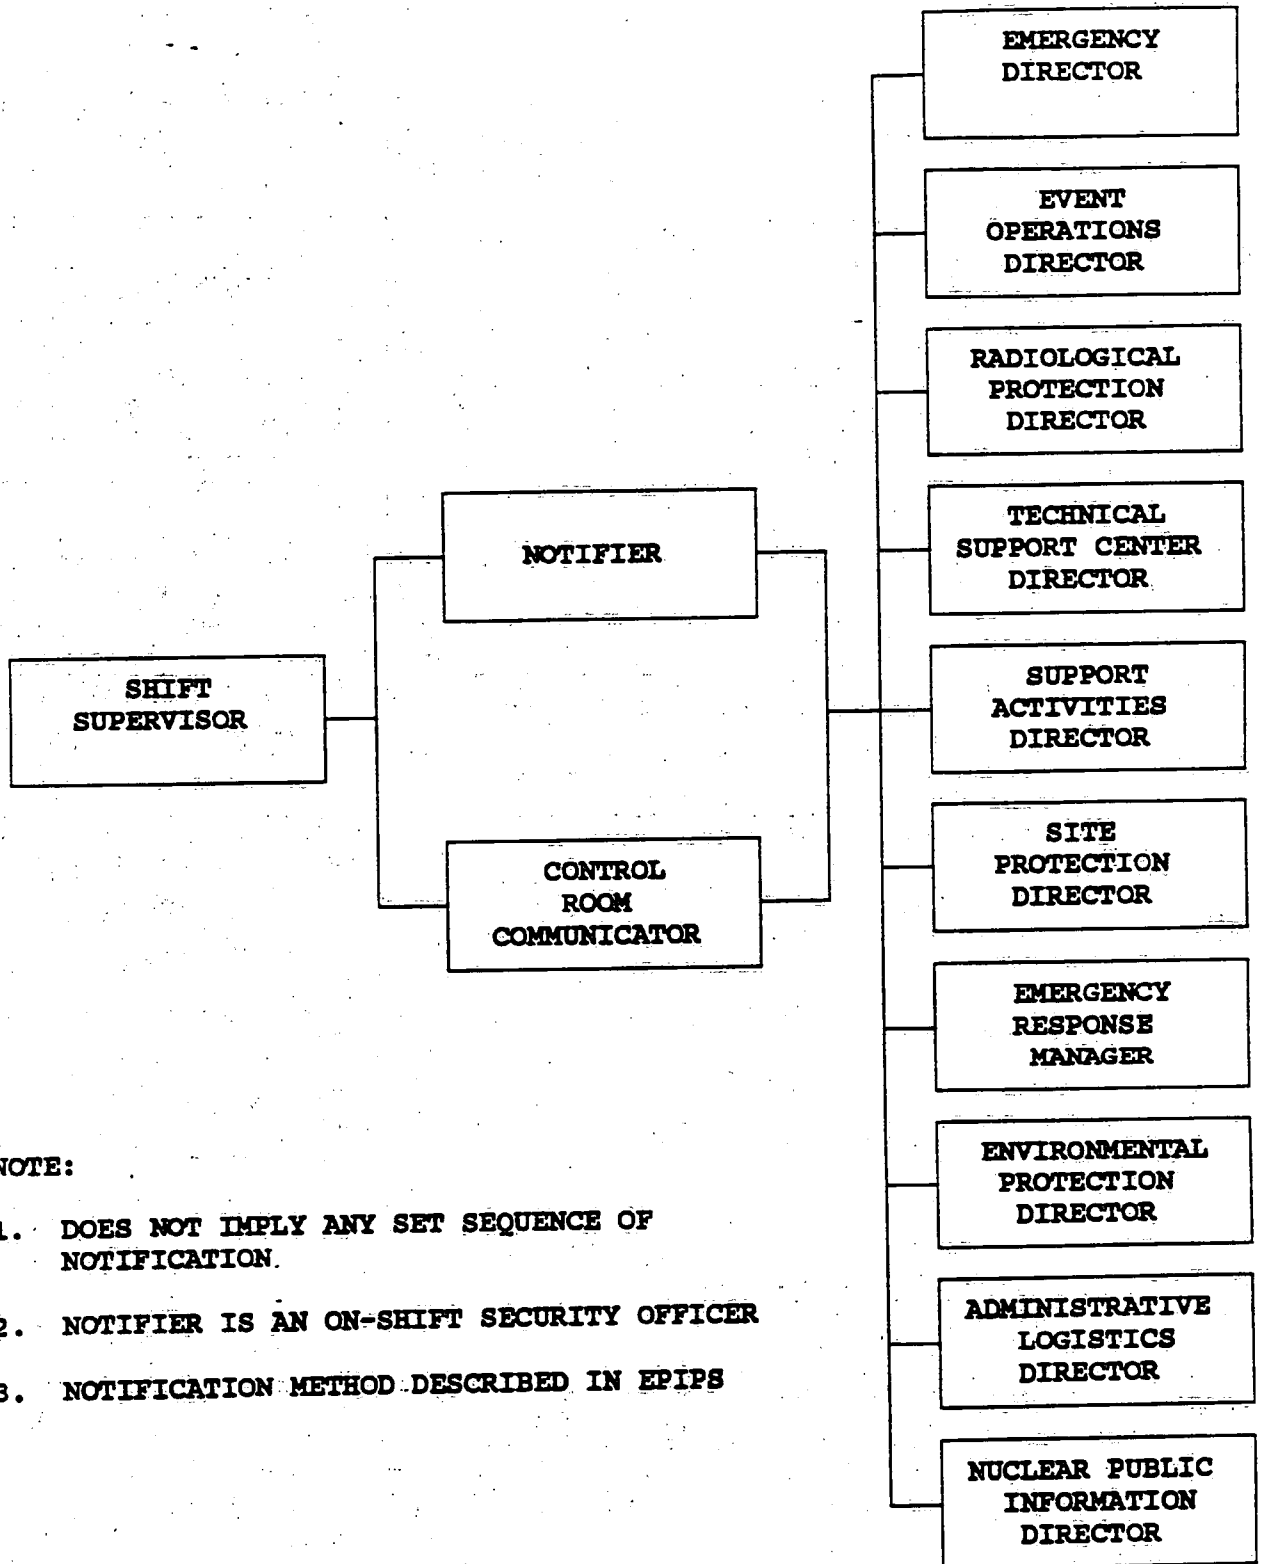 EMERGENCY
DIRECTOR
EVENT
OPERATIONS
DIRECTOR
RADIOLOGICAL
PROTECTION
DIRECTOR
TECHNICAL
SUPPORT CENTER
DIRECTOR
NOTIFIER
SHIFT
SUPERVISOR
SUPPORT
ACTIVITIES
DIRECTOR
CONTROL
ROOM
COMMUNICATOR
SITE
PROTECTION
DIRECTOR
EMERGENCY
RESPONSE
MANAGER
ENVIRONMENTAL
PROTECTION
DIRECTOR
ADMINISTRATIVE
LOGISTICS
DIRECTOR
NUCLEAR PUBLIC
INFORMATION
DIRECTOR
NOTE:
1. DOES NOT IMPLY ANY SET SEQUENCE OF
NOTIFICATION.
2. NOTIFIER IS AN ON-SHIFT SECURITY OFFICER
3. NOTIFICATION METHOD DESCRIBED IN EPIPS